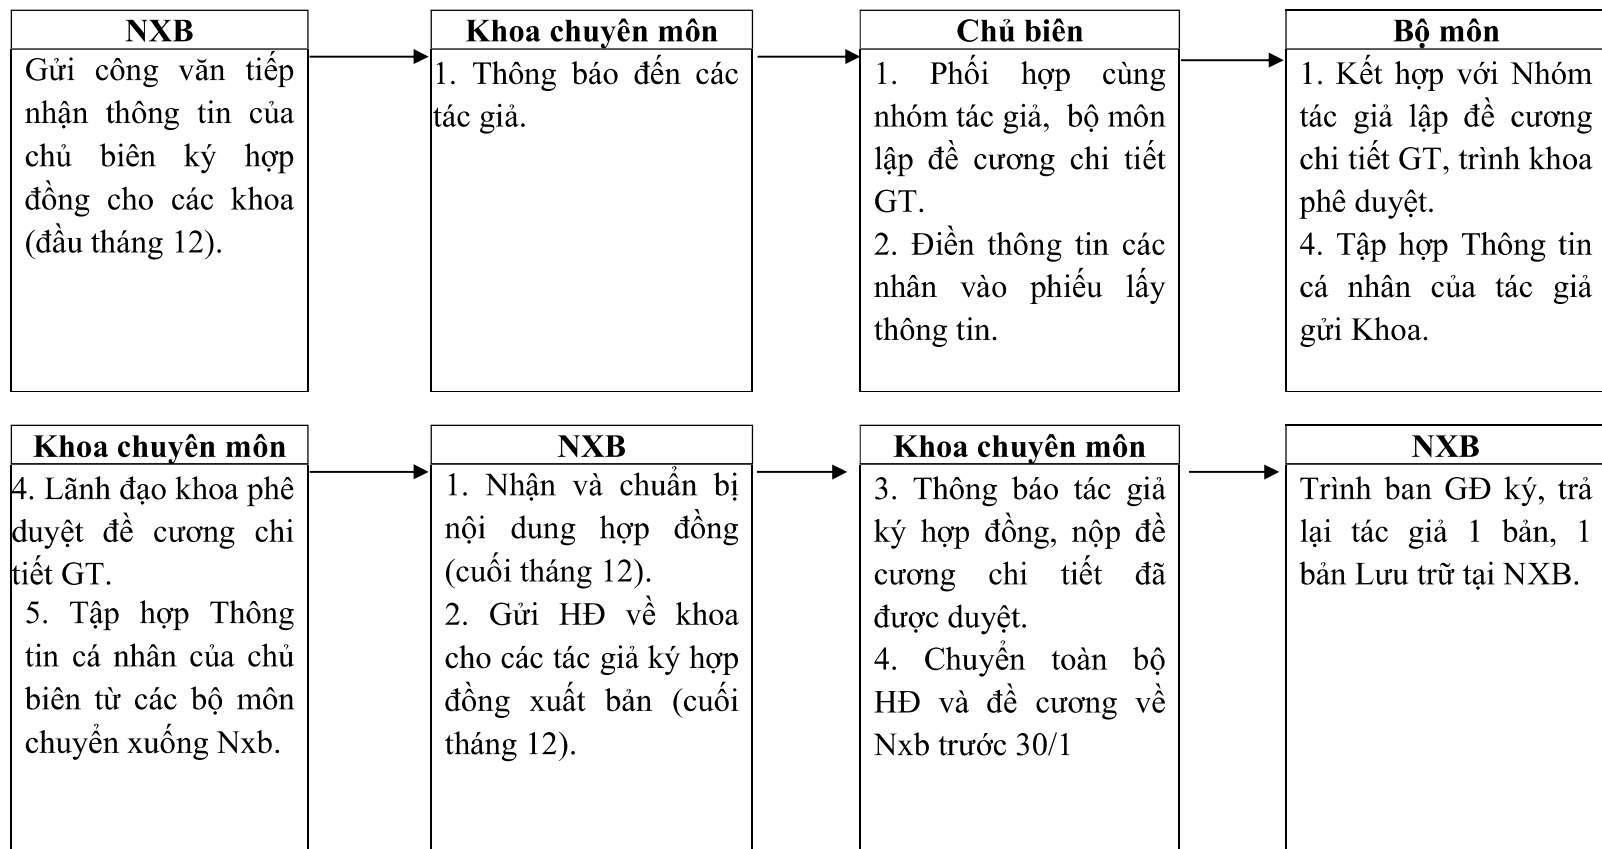 NXB
Gửi công văn tiếp
nhận thông tin của
chủ biên ký hợp
đồng cho các khoa
(đầu tháng 12).
Khoa chuyên môn
1. Thông báo đến các
tác giả.
Chủ biên
1. Phối hợp cùng
nhóm tác giả, bộ môn
lập đề cương chi tiết
GT.
2. Điền thông tin các
nhân vào phiếu lấy
thông tin.
Bộ môn
1. Kết hợp với Nhóm
tác giả lập đề cương
chi tiết GT, trình khoa
phê duyệt.
4. Tập hợp Thông tin
cá nhân của tác giả
gửi Khoa.
Khoa chuyên môn
4. Lãnh đạo khoa phê
duyệt đề cương chi
tiết GT.
5. Tập hợp Thông
tin cá nhân của chủ
biên từ các bộ môn
chuyển xuống Nxb.
NXB
1. Nhận và chuẩn bị
nội dung hợp đồng
(cuối tháng 12).
2. Gửi HĐ về khoa
cho các tác giả ký hợp
đồng xuất bản (cuối
tháng 12).
Khoa chuyên môn
3. Thông báo tác giả
ký hợp đồng, nộp đề
cương chi tiết đã
được duyệt.
4. Chuyển toàn bộ
HĐ và đề cương về
Nxb trước 30/1
NXB
Trình ban GĐ ký, trả
lại tác giả 1 bản, 1
bản Lưu trữ tại NXB.